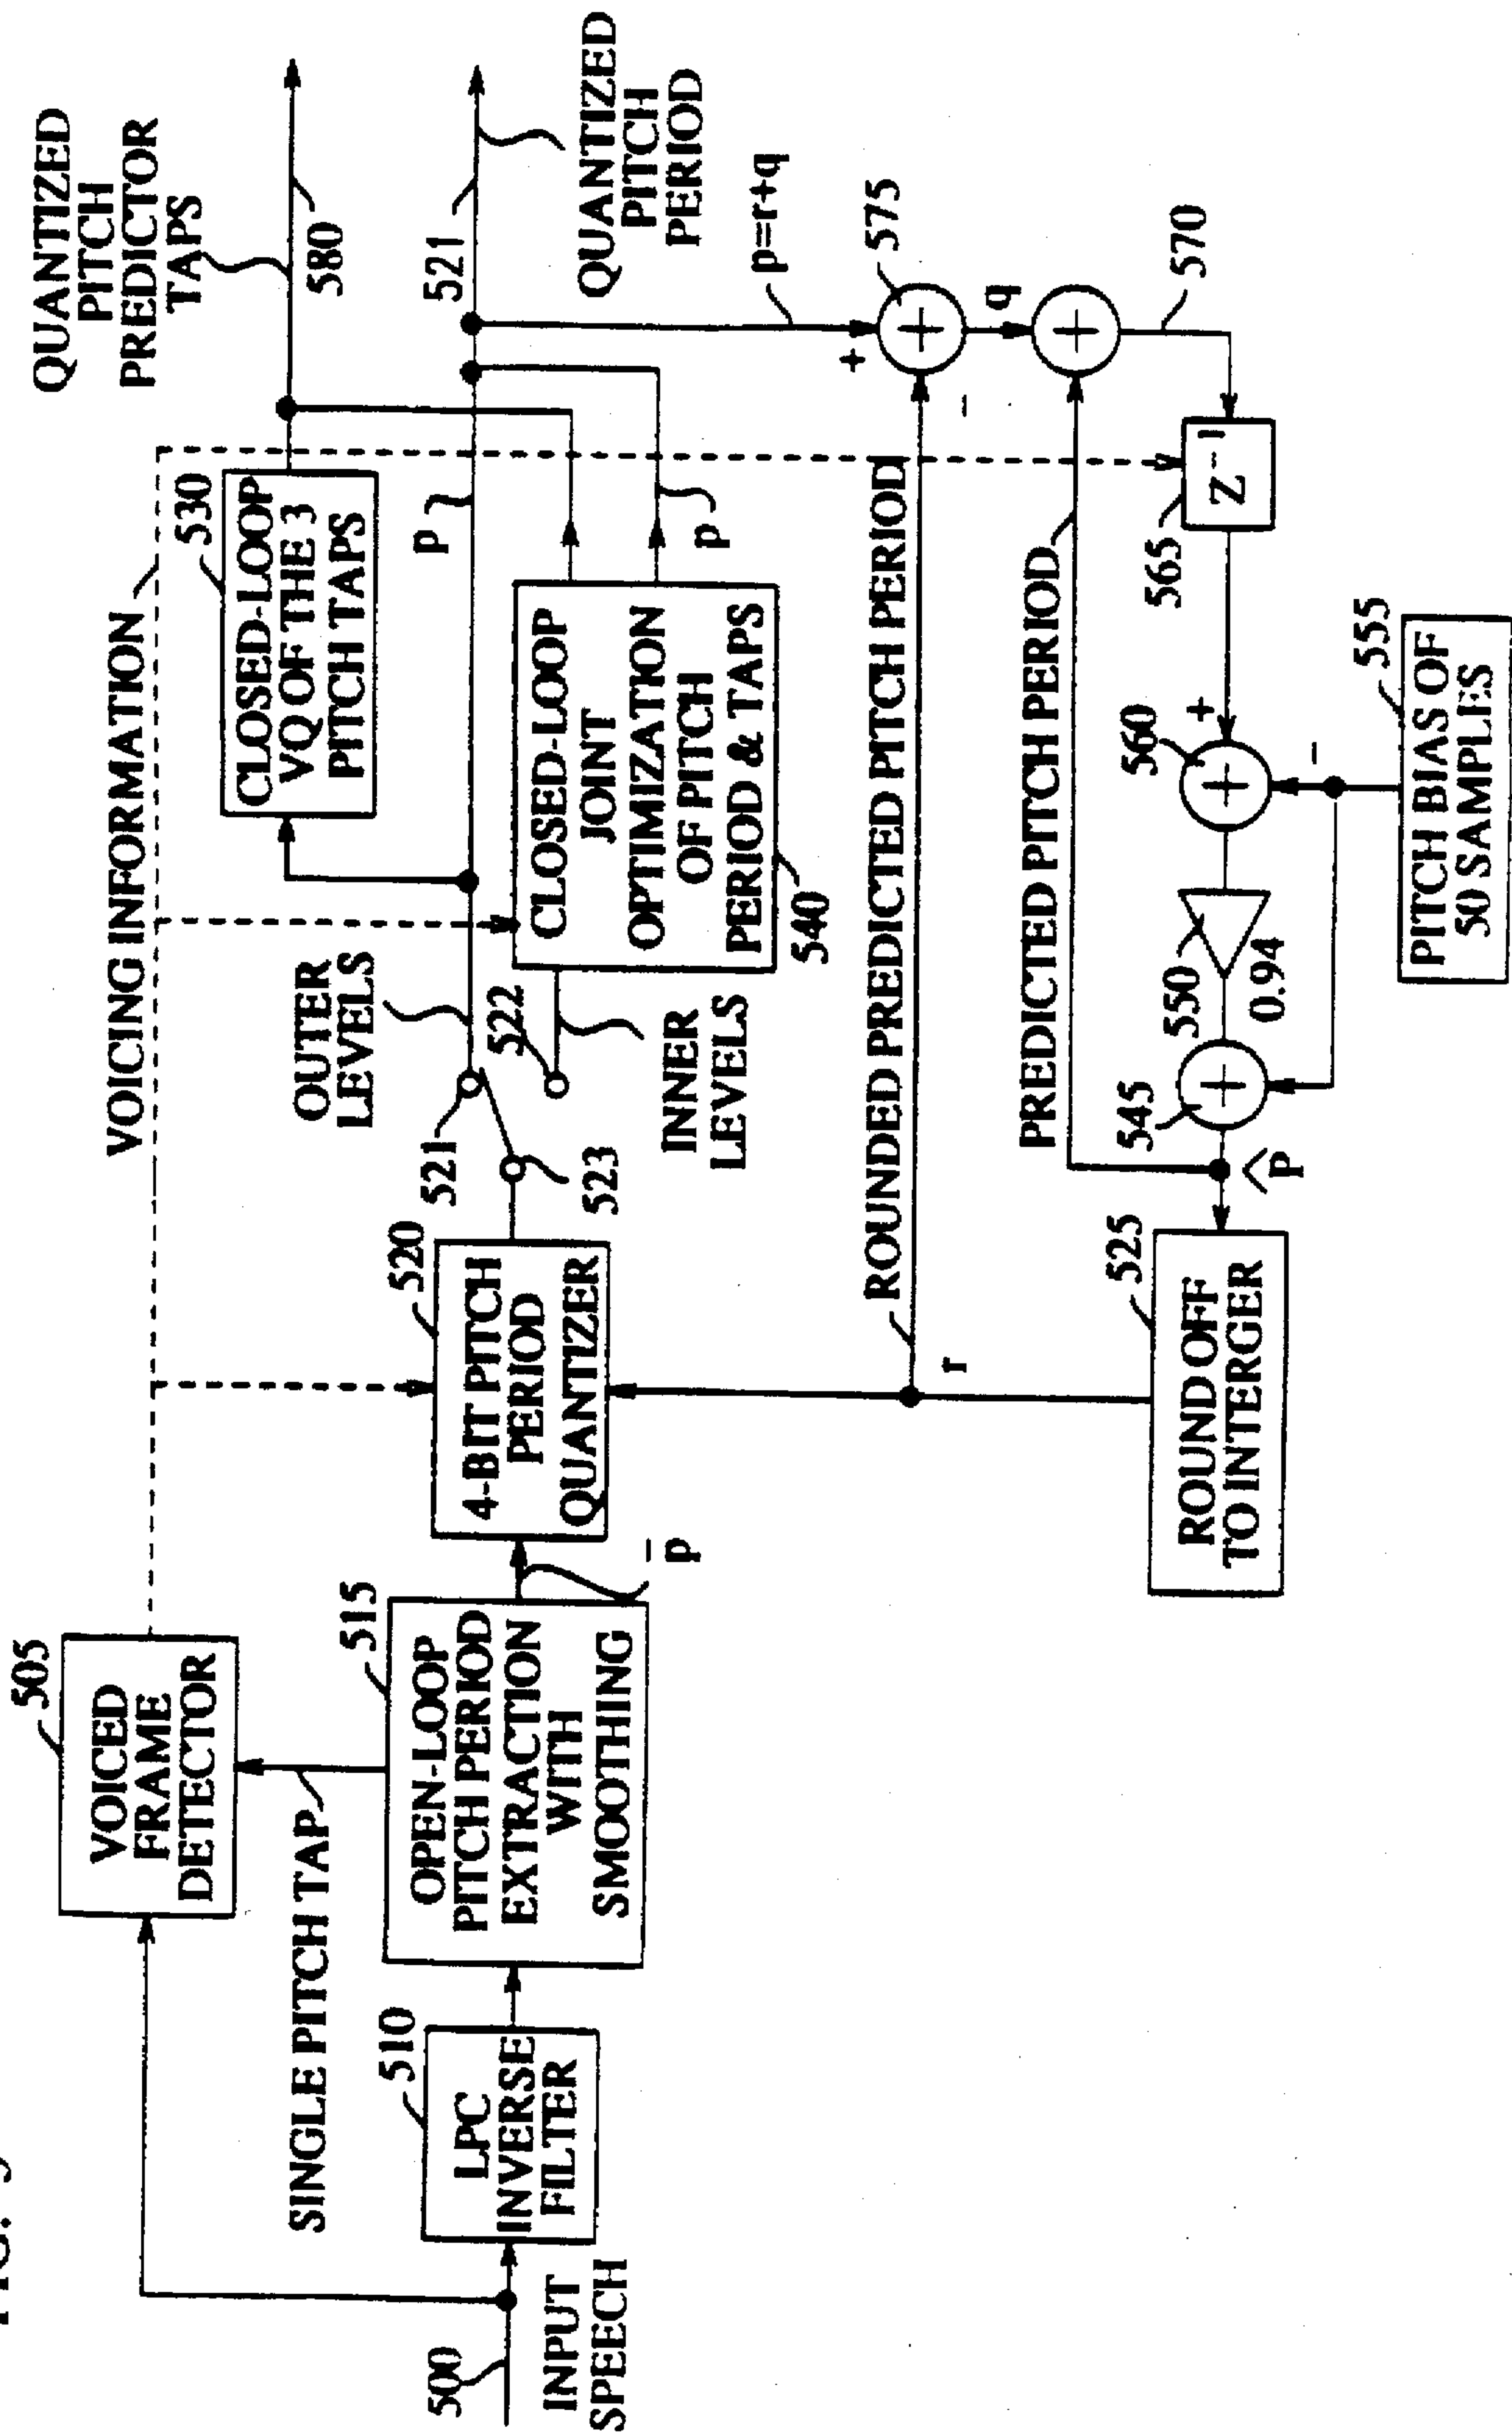 FIG. 5
505
VOICED
FRAME
DETECTOR
VOICING INFORMATION
QUANTIZED
PITCH
PREDICTOR
TAPS
580
530
CLOSED-LOOP
VQ OF THE 3
PITCH TAPS
SINGLE PITCH TAP
500
INPUT
SPEECH
510
LPC
INVERSE
FILTER
515
OPEN-LOOP
PITCH PERIOD
EXTRACTION
WITH
SMOOTHING
p̅
520
4-BIT PITCH
PERIOD
QUANTIZER
521
523
522
OUTER
LEVELS
INNER
LEVELS
p
521
QUANTIZED
PITCH
PERIOD
CLOSED-LOOP
JOINT
OPTIMIZATION
OF PITCH
PERIOD & TAPS
540
p
p=r+q
ROUNDED PREDICTED PITCH PERIOD
r
+
−
+
575
q
PREDICTED PITCH PERIOD
+
570
525
ROUND OFF
TO INTERGER
p̂
545
+
550
0.94
560
+
+
−
565
Z⁻¹
555
PITCH BIAS OF
50 SAMPLES